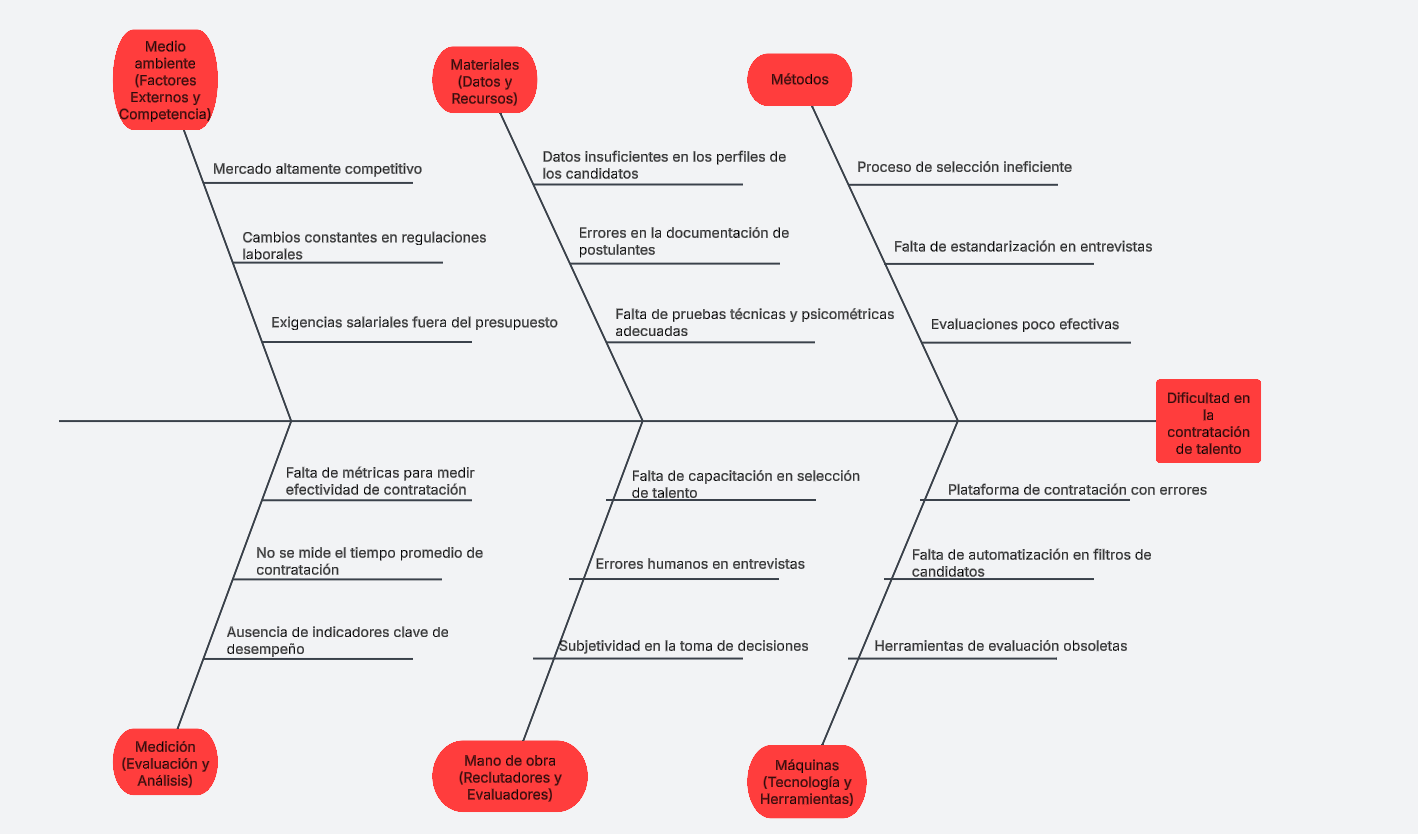 Medio
ambiente
(Factores
Externos y
Competencia)
Mercado altamente competitivo
Cambios constantes en regulaciones
laborales
Exigencias salariales fuera del presupuesto
Materiales
(Datos y
Recursos)
Datos insuficientes en los perfiles de
los candidatos
Errores en la documentación de
postulantes
Falta de pruebas técnicas y psicométricas
adecuadas
Métodos
Proceso de selección ineficiente
Falta de estandarización en entrevistas
Evaluaciones poco efectivas
Dificultad en
la
contratación
de talento
Falta de métricas para medir
efectividad de contratación
No se mide el tiempo promedio de
contratación
Ausencia de indicadores clave de
desempeño
Medición
(Evaluación y
Análisis)
Falta de capacitación en selección
de talento
Errores humanos en entrevistas
Subjetividad en la toma de decisiones
Mano de obra
(Reclutadores y
Evaluadores)
Plataforma de contratación con errores
Falta de automatización en filtros de
candidatos
Herramientas de evaluación obsoletas
Máquinas
(Tecnología y
Herramientas)